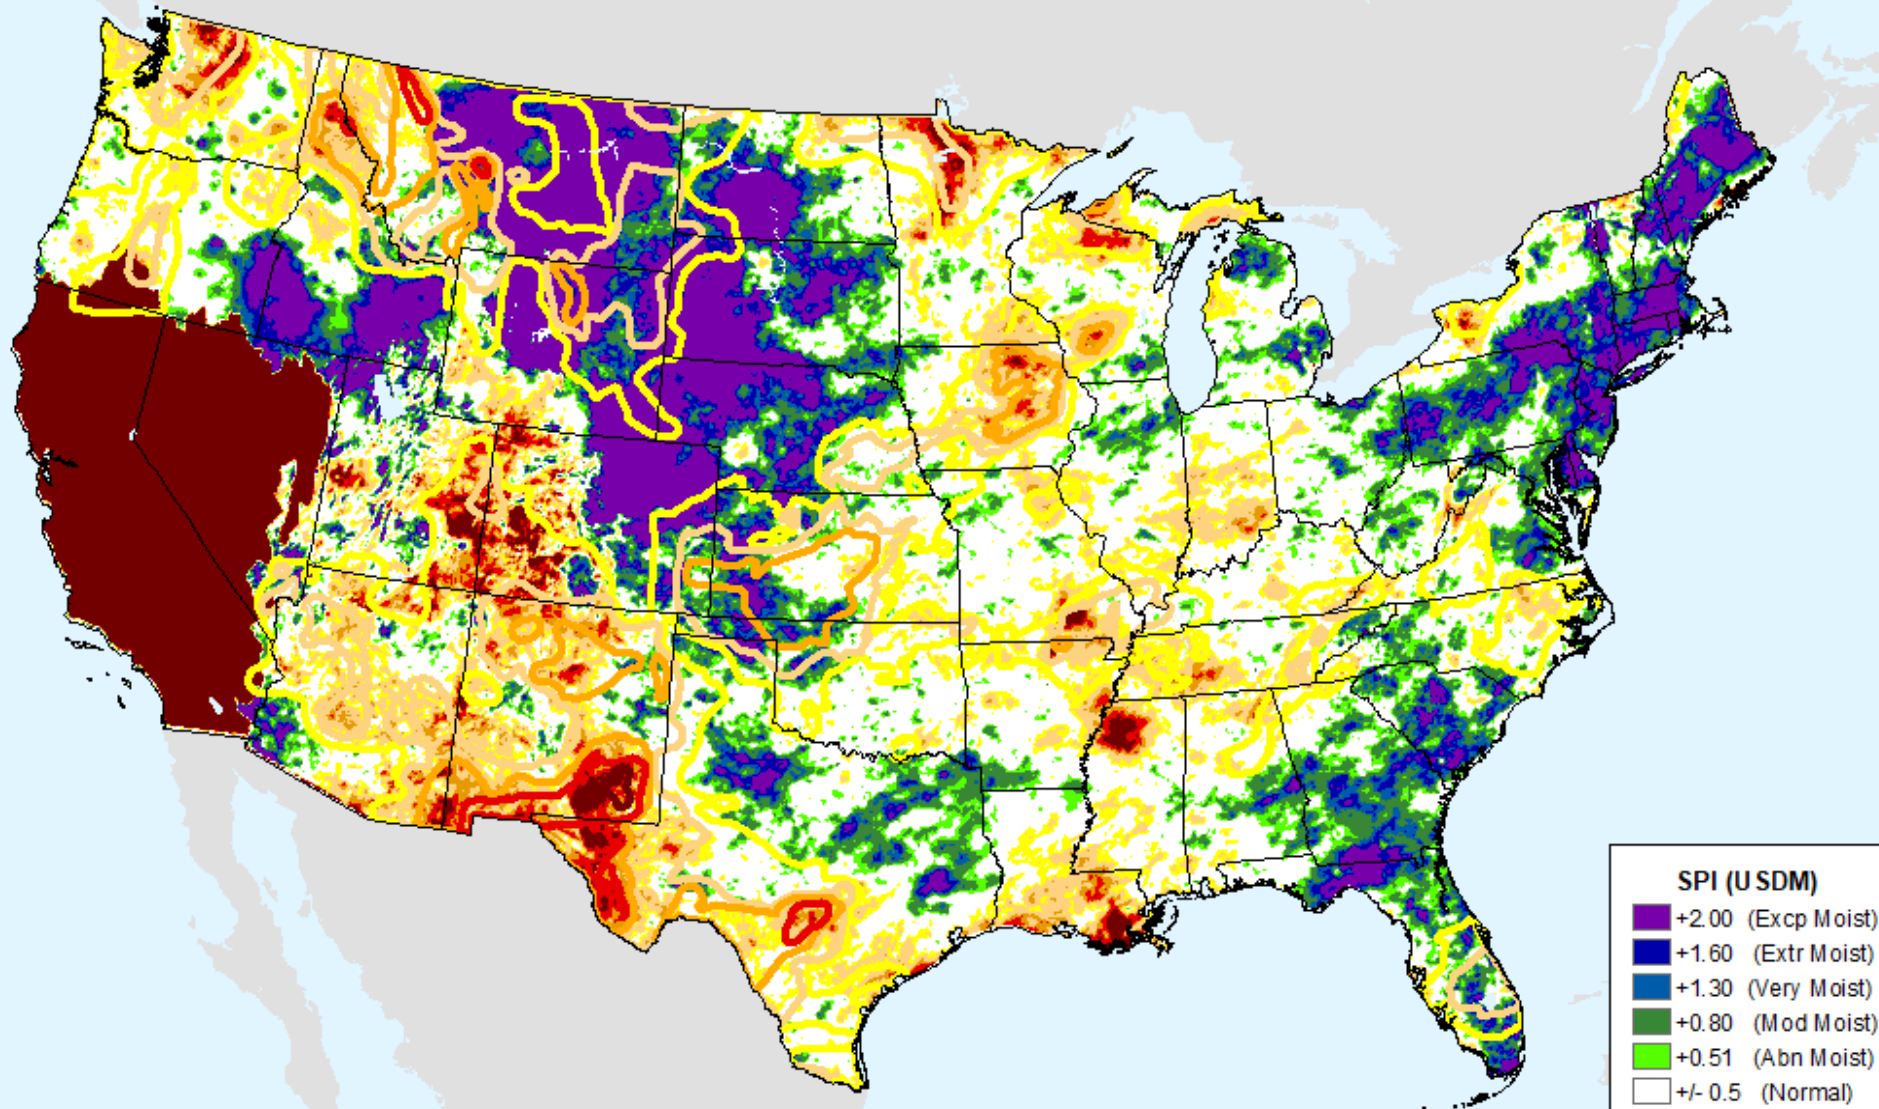 SPI (USDM)
+2.00 (Excp Moist)
+1.60 (Extr Moist)
+1.30 (Very Moist)
+0.80 (Mod Moist)
+0.51 (Abn Moist)
+/- 0.5 (Normal)